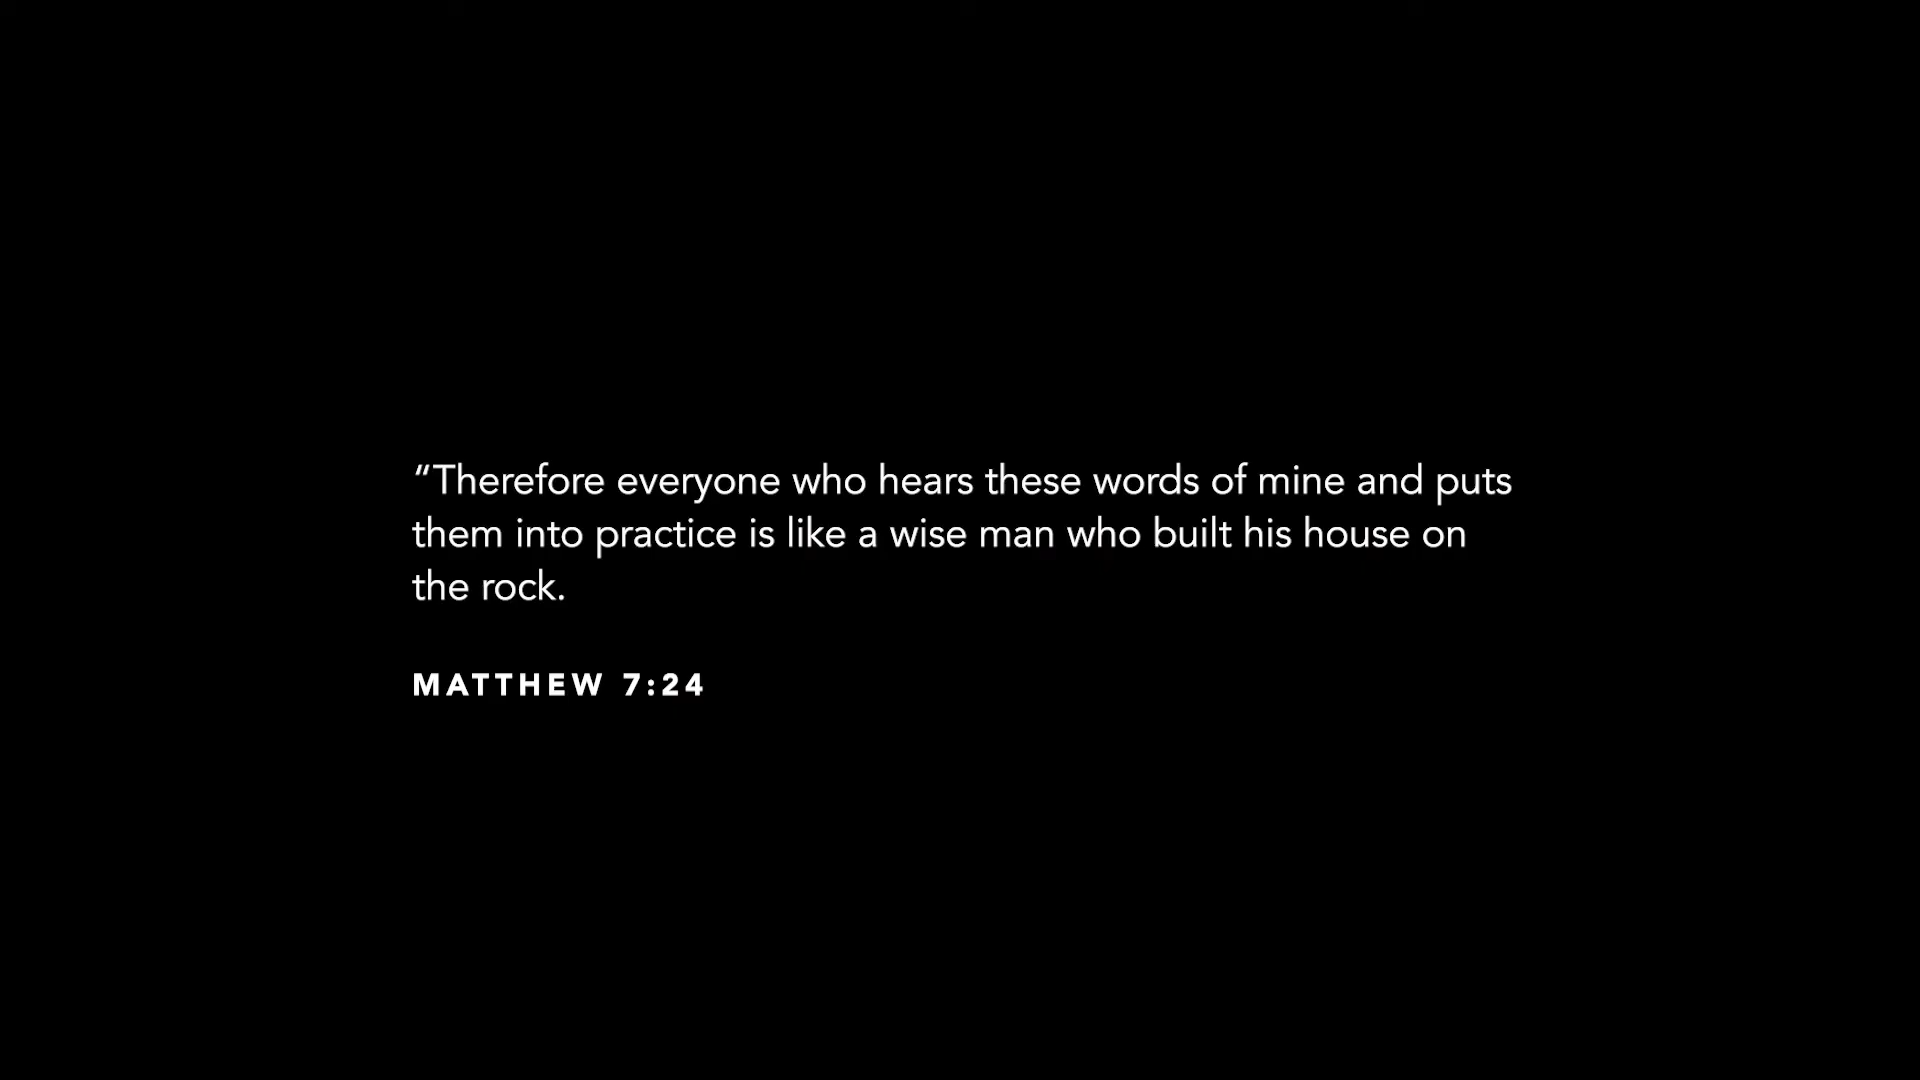 “Therefore everyone who hears these words of mine and puts
them into practice is like a wise man who built his house on
the rock.
MATTHEW 7:24